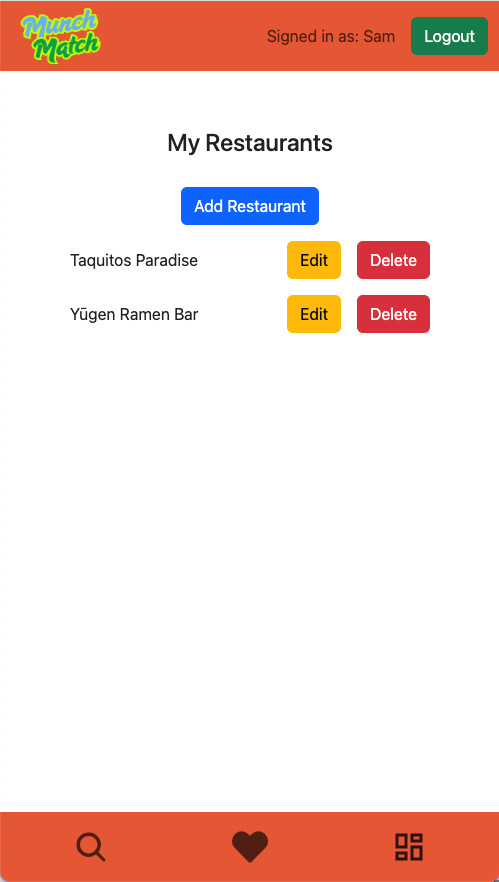 Munch
Match
Signed in as: Sam
Logout
My Restaurants
Add Restaurant
Taquitos Paradise
Edit
Delete
Yūgen Ramen Bar
Edit
Delete